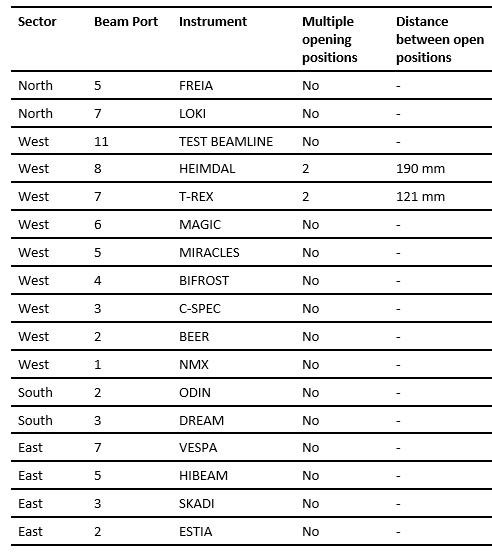 Sector Beam Port Instrument Multiple opening positions Distance between open positions
North 5 FREIA No -
North 7 LOKI No -
West 11 TEST BEAMLINE No -
West 8 HEIMDAL 2 190 mm
West 7 T-REX 2 121 mm
West 6 MAGIC No -
West 5 MIRACLES No -
West 4 BIFROST No -
West 3 C-SPEC No -
West 2 BEER No -
West 1 NMX No -
South 2 ODIN No -
South 3 DREAM No -
East 7 VESPA No -
East 5 HIBEAM No -
East 3 SKADI No -
East 2 ESTIA No -